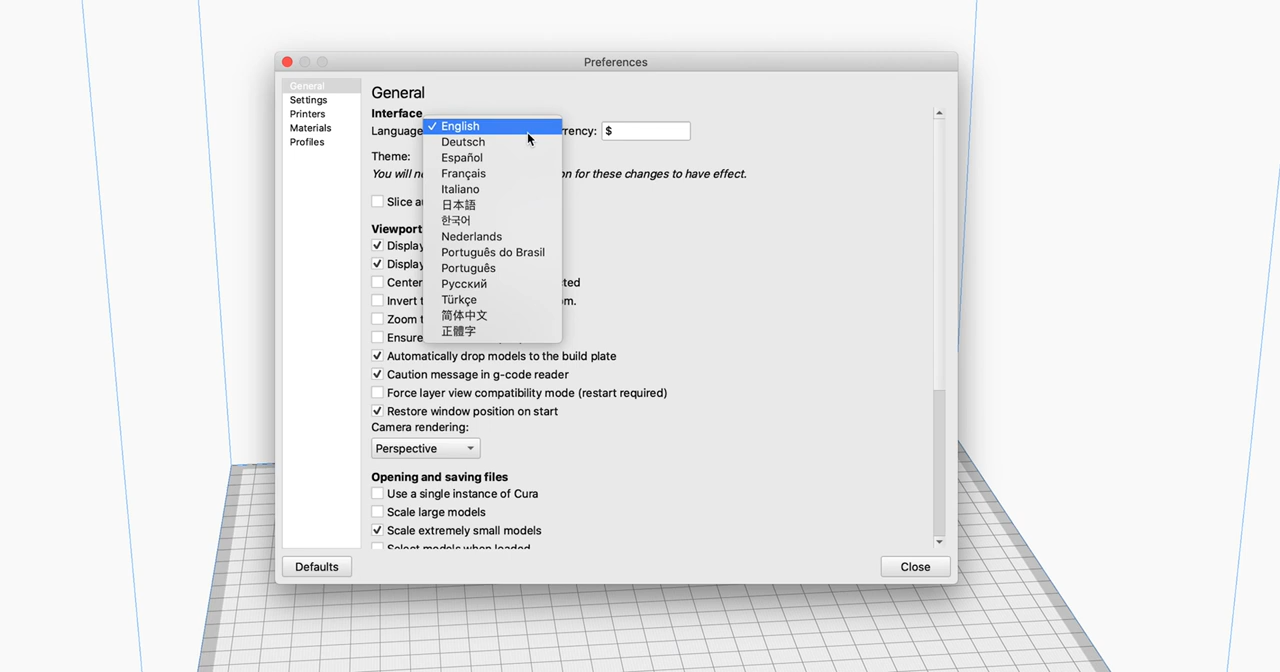 Preferences
General
Settings
Printers
Materials
Profiles
General
Interface
Language
English
Deutsch
Español
Français
Italiano
日本語
한국어
Nederlands
Português do Brasil
Português
Русский
Türkçe
简体中文
正體字
rrency: $
Theme:
You will n on for these changes to have effect.
Slice a
Viewport
Display
Display
Center ted
Invert t om.
Zoom t
Ensure
Automatically drop models to the build plate
Caution message in g-code reader
Force layer view compatibility mode (restart required)
Restore window position on start
Camera rendering:
Perspective
Opening and saving files
Use a single instance of Cura
Scale large models
Scale extremely small models
Select models when loaded
Defaults
Close